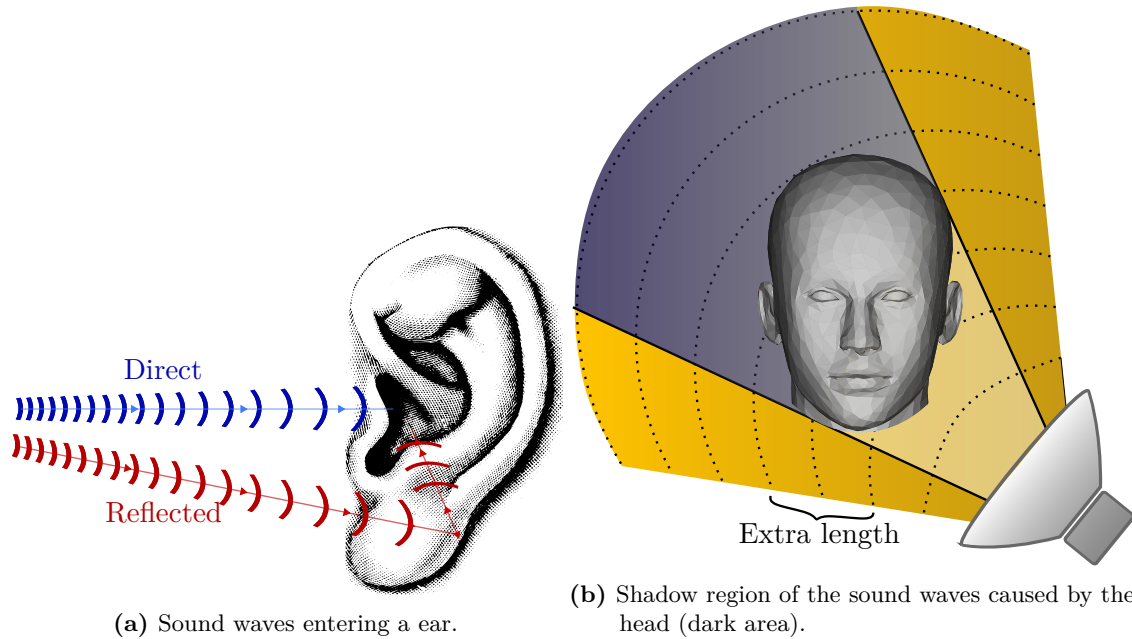 Direct
Reflected
Extra length
(a) Sound waves entering a ear.
(b) Shadow region of the sound waves caused by the
head (dark area).